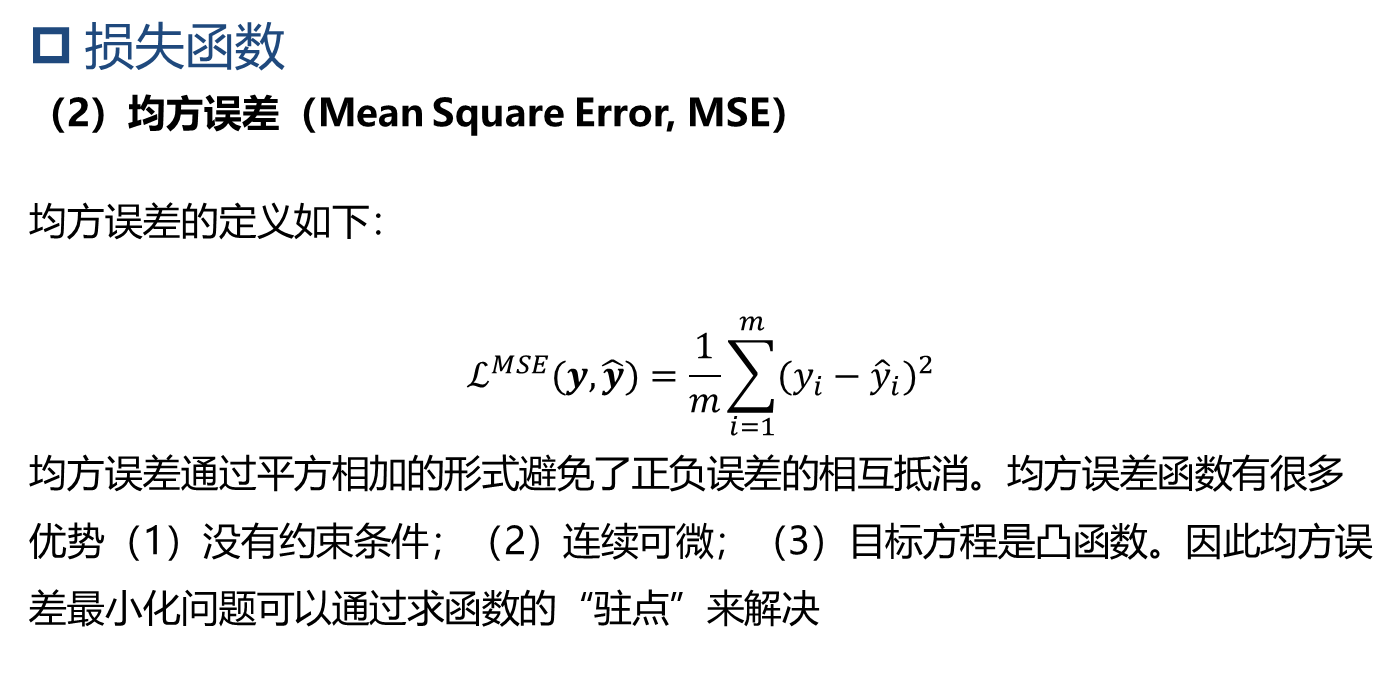 损失函数
（2）均方误差（Mean Square Error, MSE）
均方误差的定义如下：
ℒ^{MSE}(𝒚, 𝒚̂) = \frac{1}{m} \sum_{i=1}^{m} (y_i − ŷ_i)^2
均方误差通过平方相加的形式避免了正负误差的相互抵消。均方误差函数有很多
优势（1）没有约束条件；（2）连续可微；（3）目标方程是凸函数。因此均方误
差最小化问题可以通过求函数的“驻点”来解决